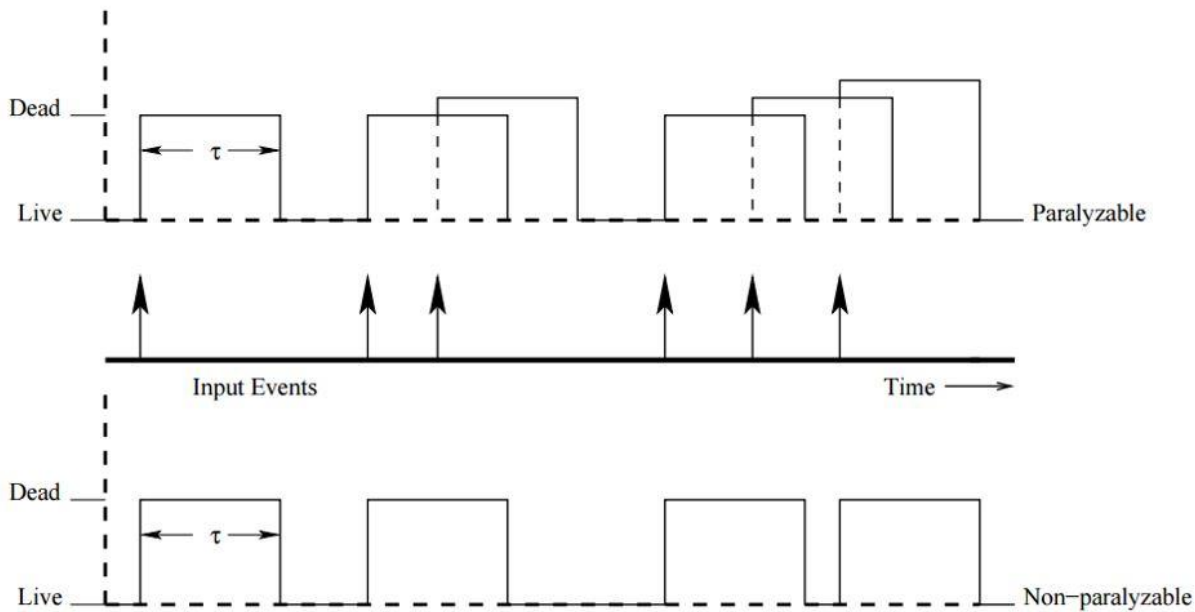 Dead
τ
Live
Paralyzable
Input Events
Time
Dead
τ
Live
Non−paralyzable